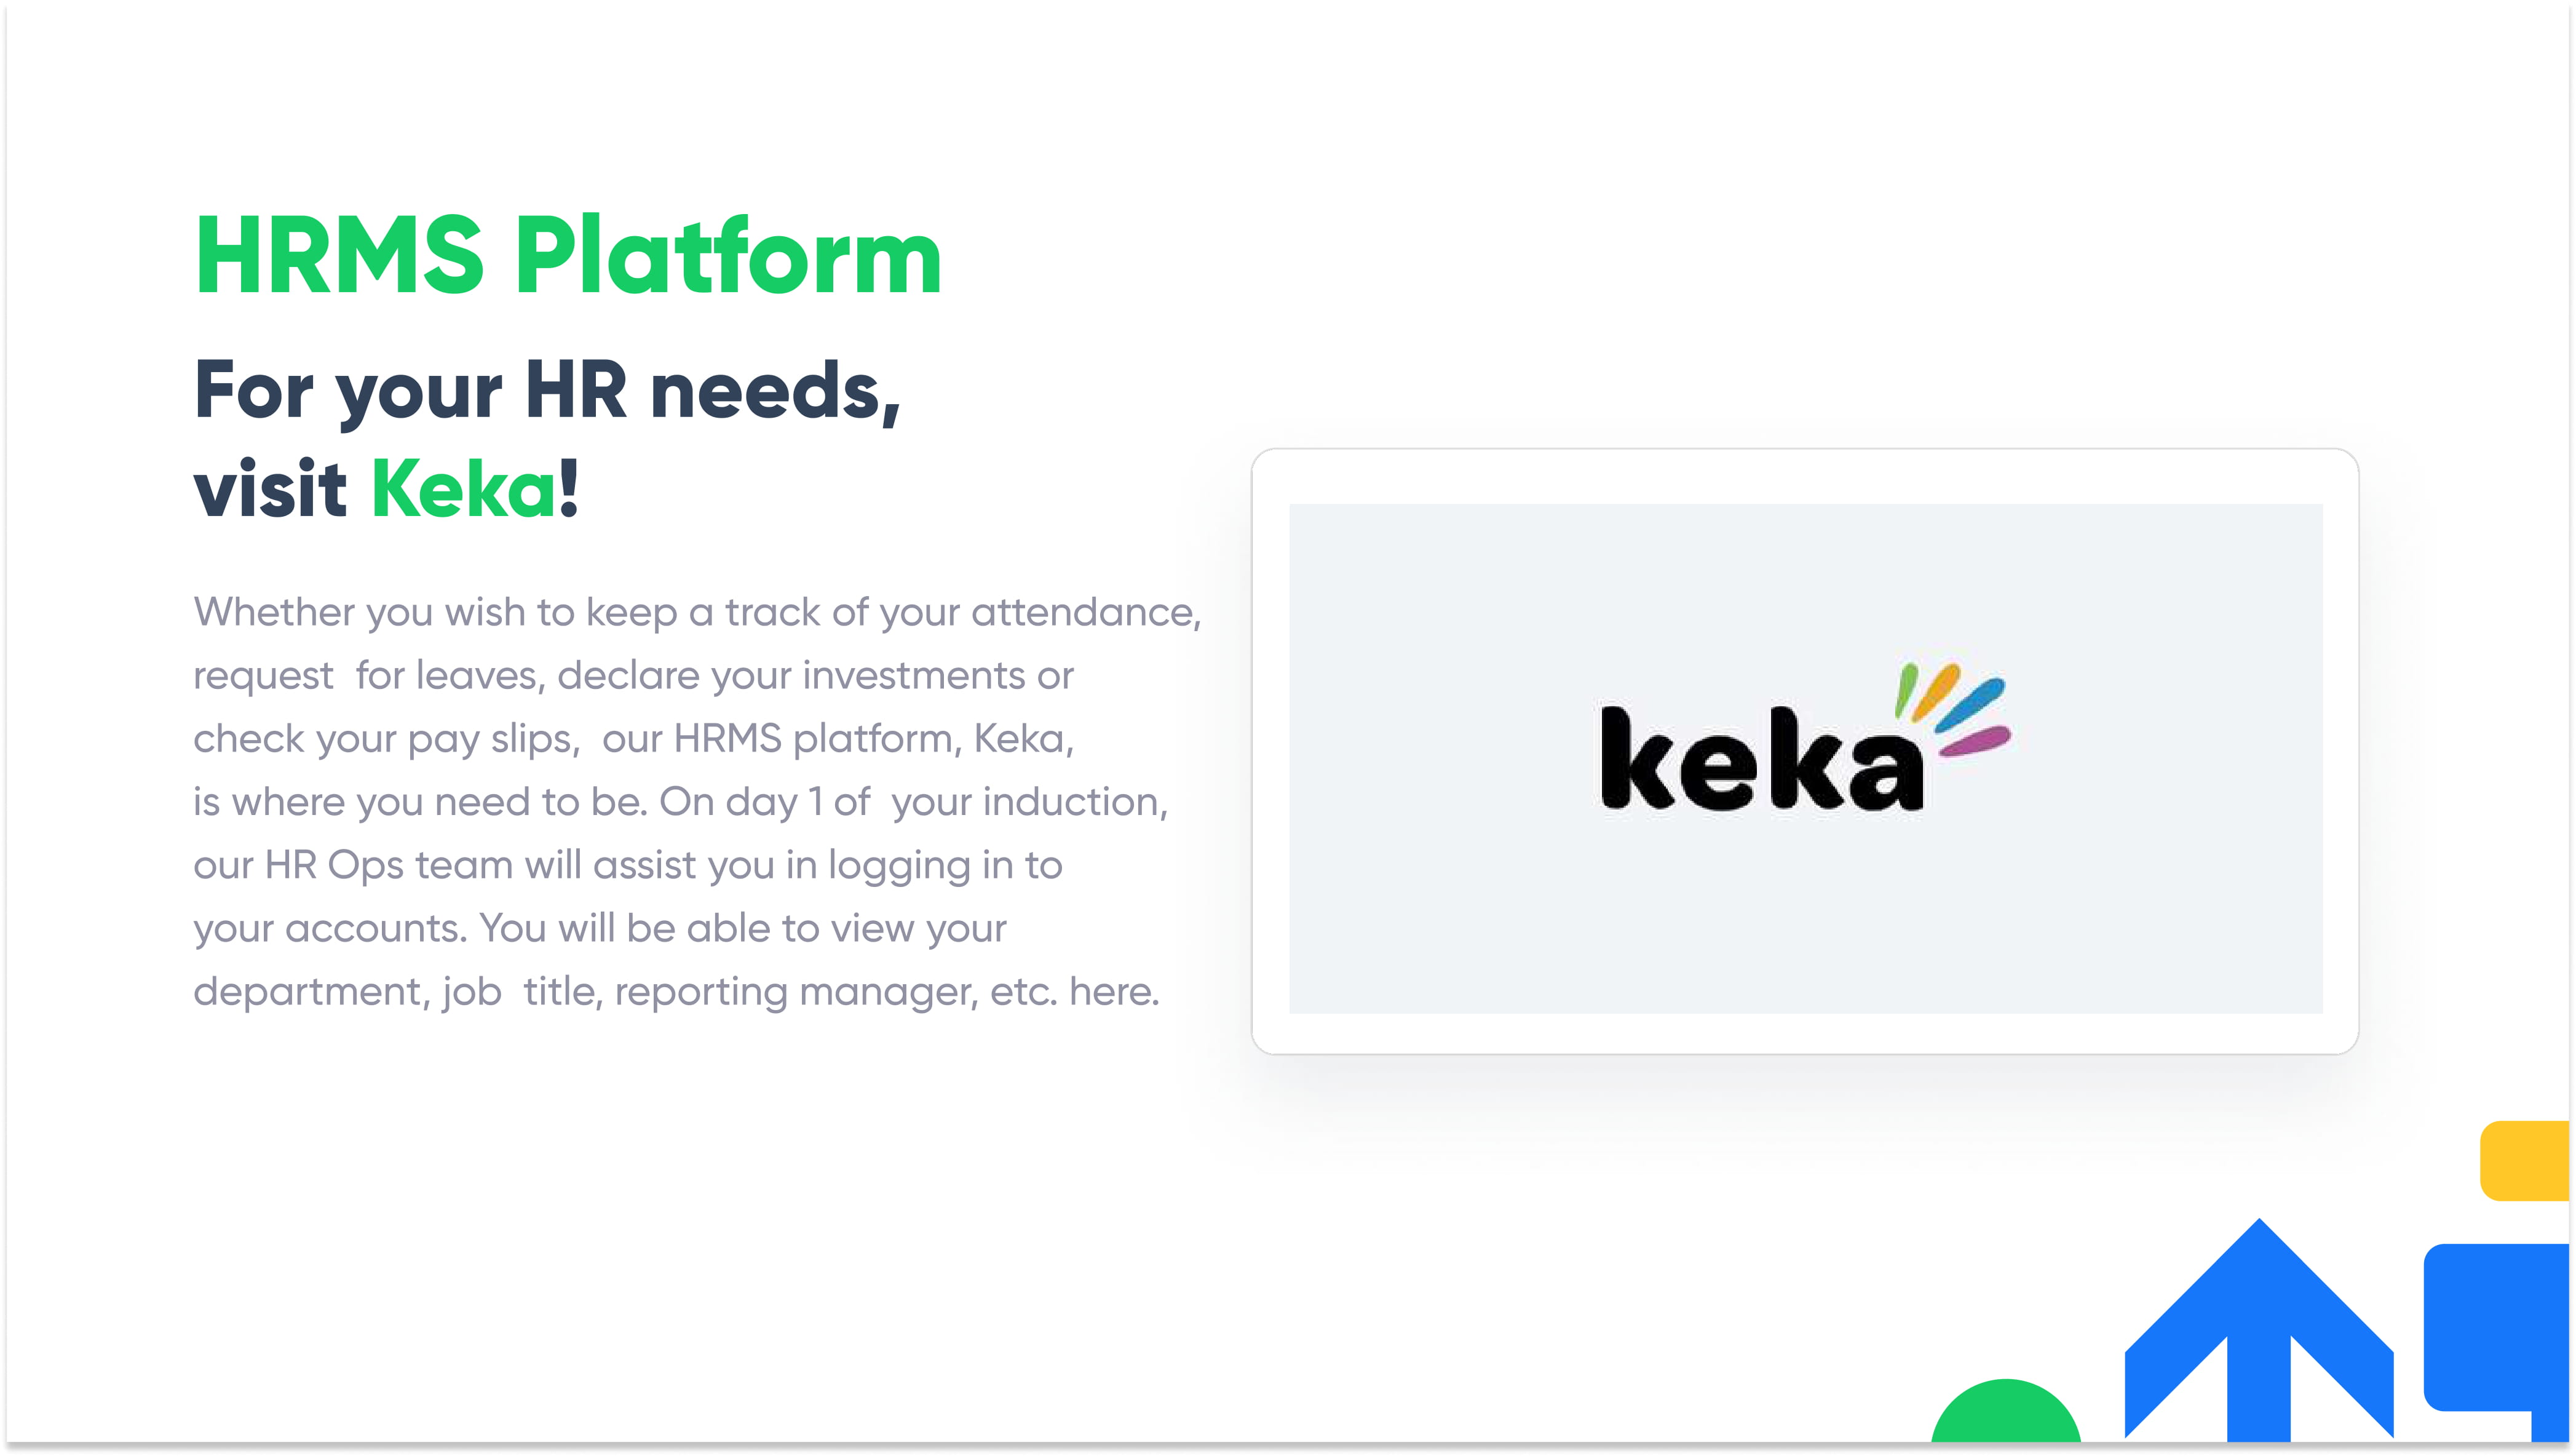 HRMS Platform
For your HR needs,
visit Keka!
Whether you wish to keep a track of your attendance,
request  for leaves, declare your investments or
check your pay slips,  our HRMS platform, Keka,
is where you need to be. On day 1 of  your induction,
our HR Ops team will assist you in logging in to
your accounts. You will be able to view your
department, job  title, reporting manager, etc. here.
keka